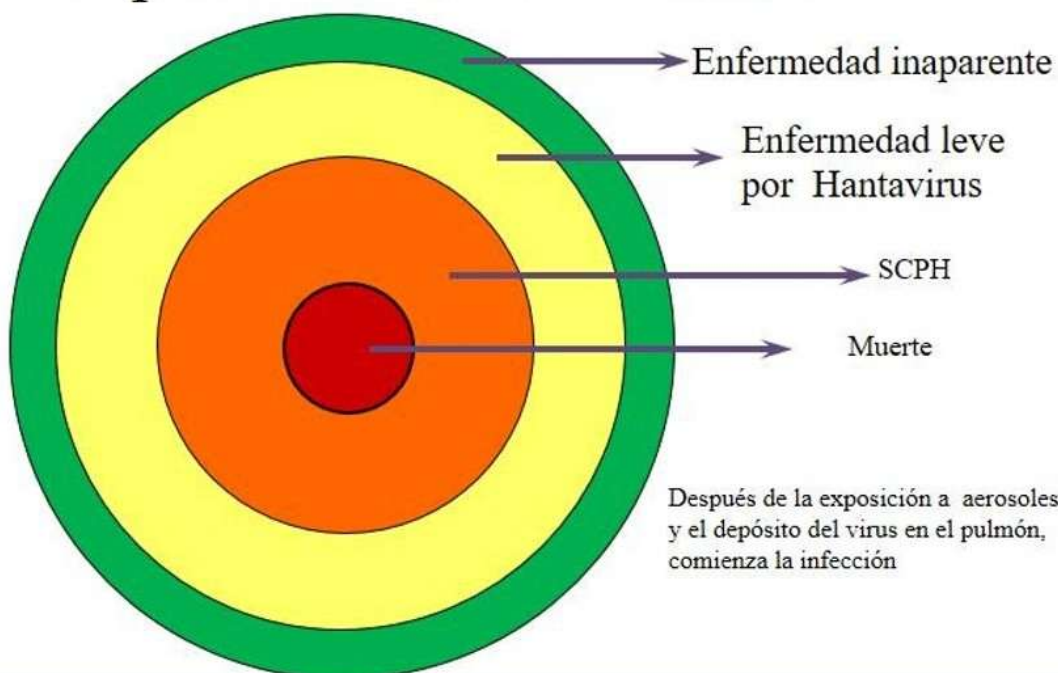 Enfermedad inaparente
Enfermedad leve
por Hantavirus
SCPH
Muerte
Después de la exposición a aerosoles
y el depósito del virus en el pulmón,
comienza la infección